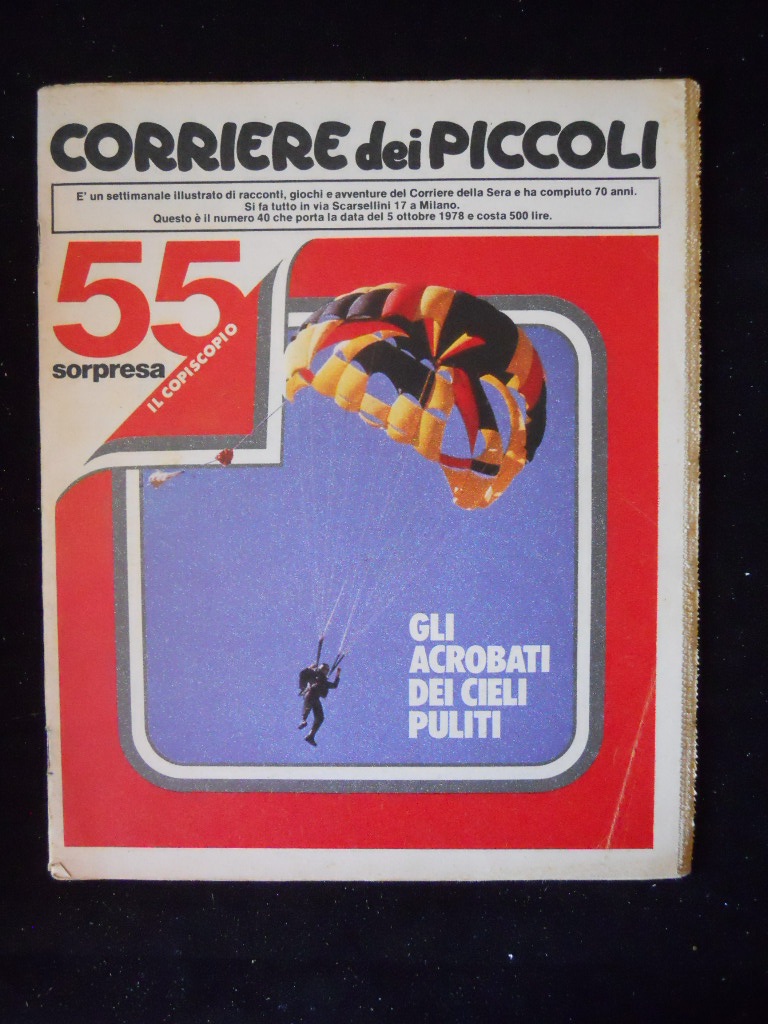 CORRIERE dei PICCOLI
E' un settimanale illustrato di racconti, giochi e avventure del Corriere della Sera e ha compiuto 70 anni.
Si fa tutto in via Scarsellini 17 a Milano.
Questo è il numero 40 che porta la data del 5 ottobre 1978 e costa 500 lire.
55
sorpresa
IL COPISCOPIO
GLI
ACROBATI
DEI CIELI
PULITI